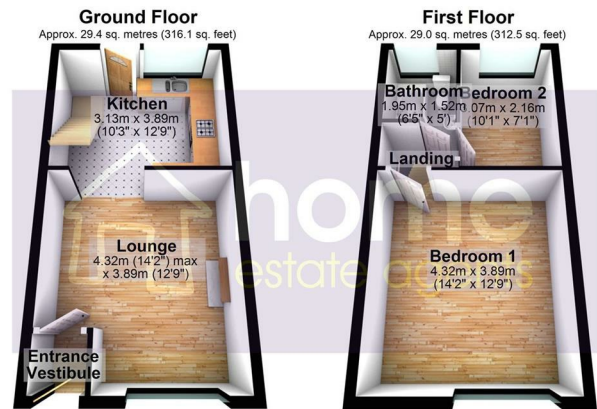 Ground Floor
Approx. 29.4 sq. metres (316.1 sq. feet)
Kitchen
3.13m x 3.89m
(10'3" x 12'9")
Lounge
4.32m (14'2") max
x 3.89m (12'9")
Entrance
Vestibule
First Floor
Approx. 29.0 sq. metres (312.5 sq. feet)
Bathroom
1.95m x 1.52m
(6'5" x 5')
Bedroom 2
07m x 2.16m
(10'1" x 7'1")
Landing
Bedroom 1
4.32m x 3.89m
(14'2" x 12'9")
home
estate agents